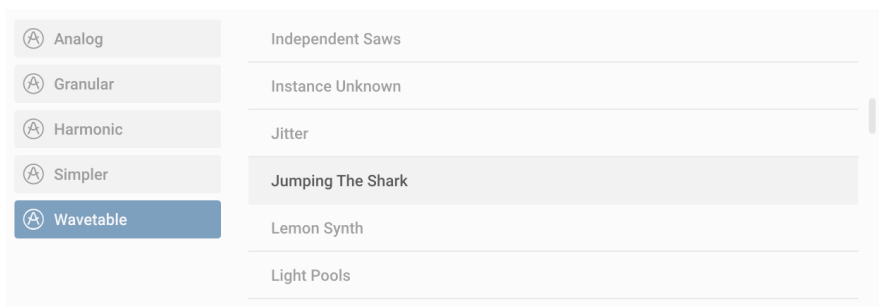 Analog
Granular
Harmonic
Simpler
Wavetable
Independent Saws
Instance Unknown
Jitter
Jumping The Shark
Lemon Synth
Light Pools